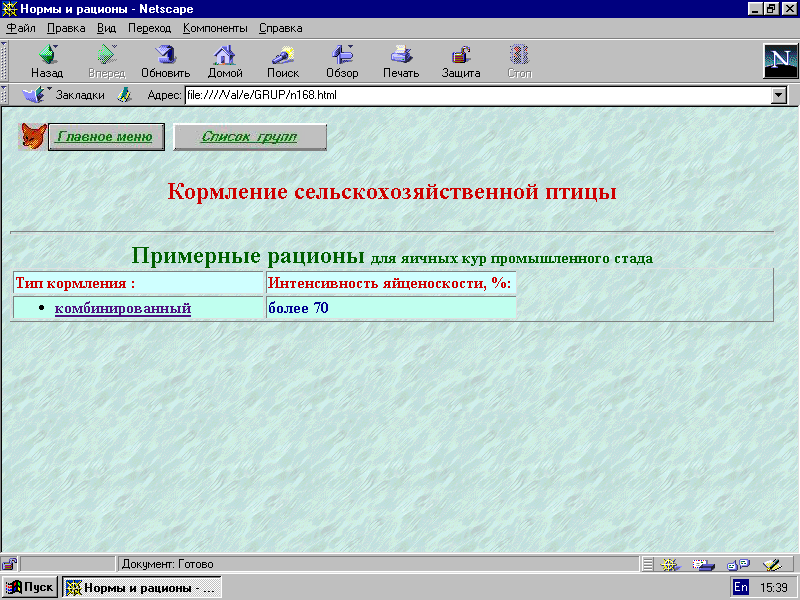 Нормы и рационы - Netscape
Файл Правка Вид Переход Компоненты Справка
Назад Вперед Обновить Домой Поиск Обзор Печать Защита Стоп
Закладки Адрес: file:////Val/e/GRUP/n168.html
N
Главное меню Список групп
Кормление сельскохозяйственной птицы
Примерные рационы для яичных кур промышленного стада
Тип кормления : Интенсивность яйценоскости, %:
• комбинированный более 70
Документ: Готово
Пуск Нормы и рационы - ... En 15:39